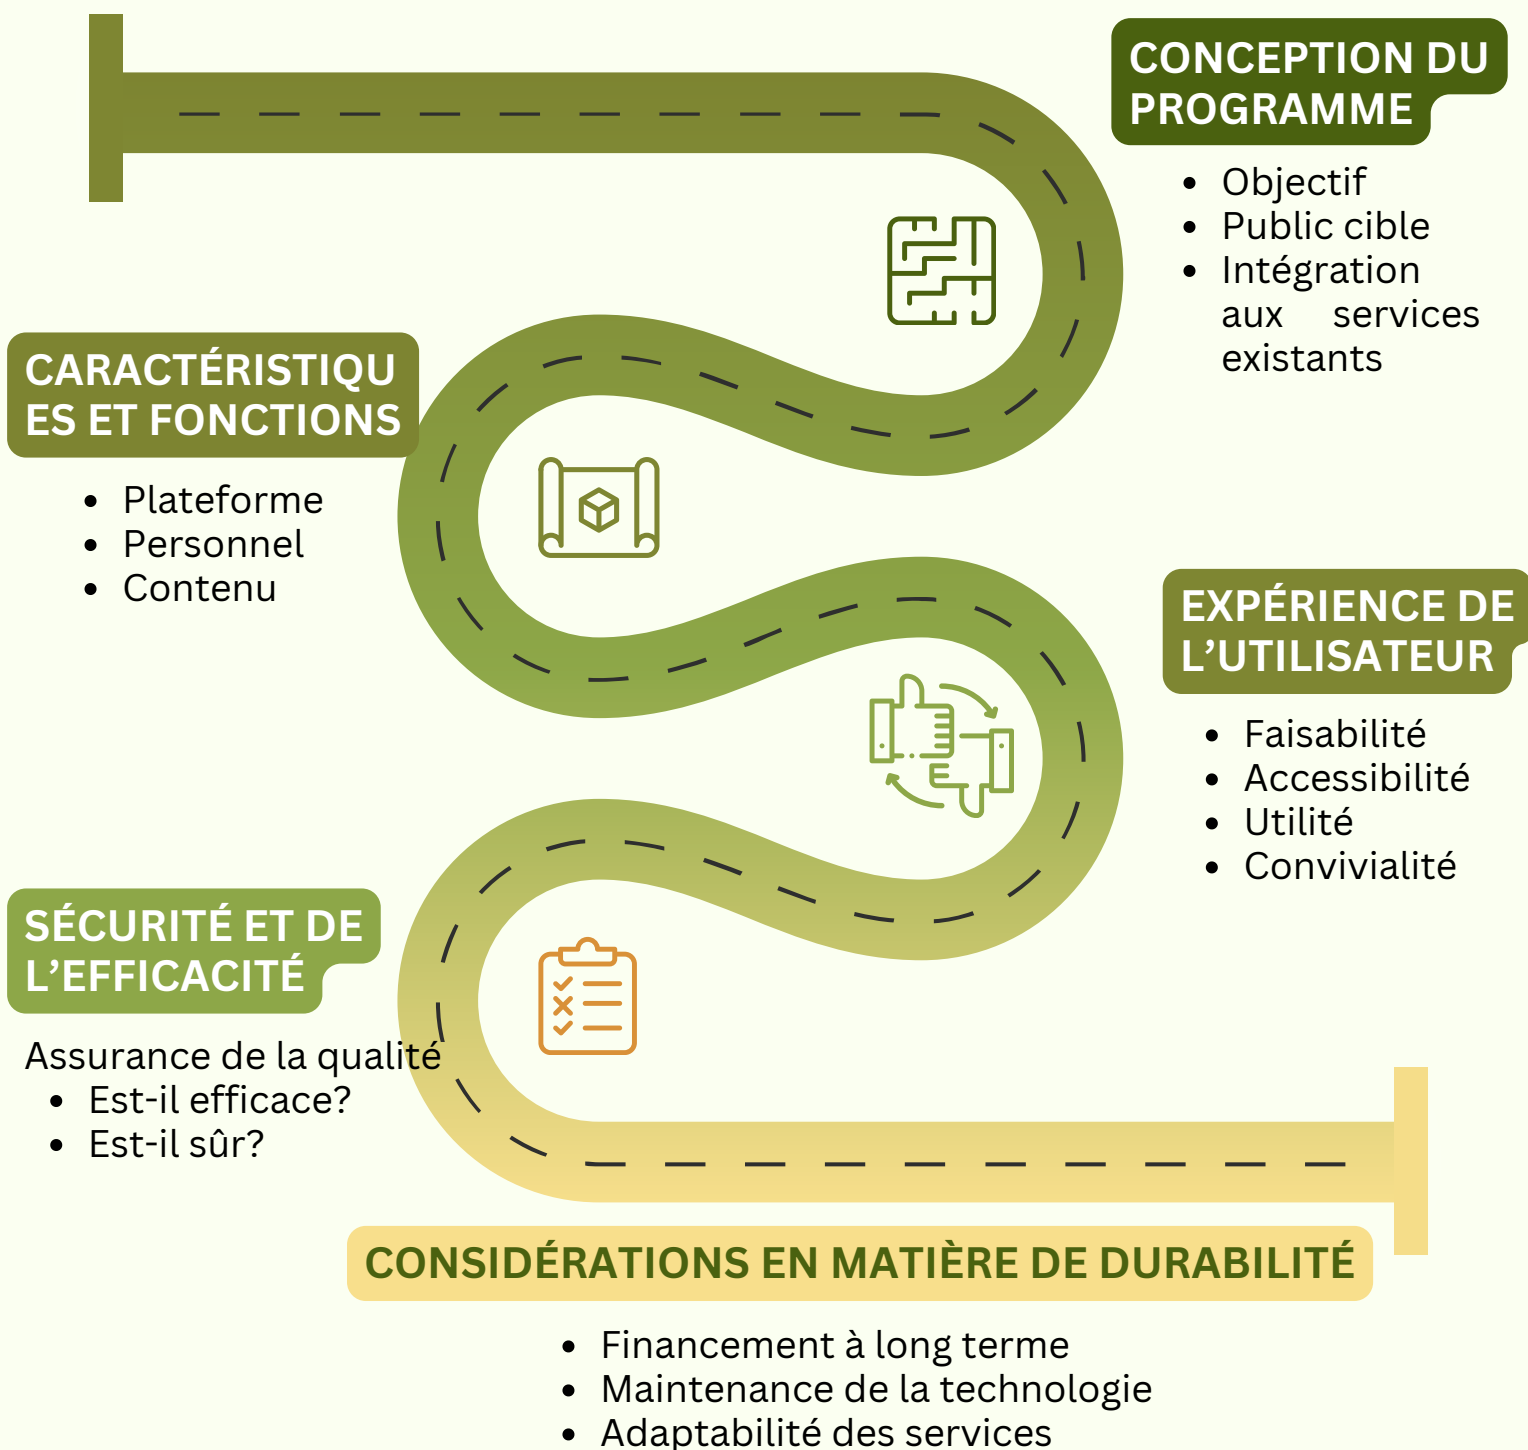 CONCEPTION DU
PROGRAMME
• Objectif
• Public cible
• Intégration
aux services
existants
CARACTÉRISTIQU
ES ET FONCTIONS
• Plateforme
• Personnel
• Contenu
EXPÉRIENCE DE
L’UTILISATEUR
• Faisabilité
• Accessibilité
• Utilité
• Convivialité
SÉCURITÉ ET DE
L’EFFICACITÉ
Assurance de la qualité
• Est-il efficace?
• Est-il sûr?
CONSIDÉRATIONS EN MATIÈRE DE DURABILITÉ
• Financement à long terme
• Maintenance de la technologie
• Adaptabilité des services